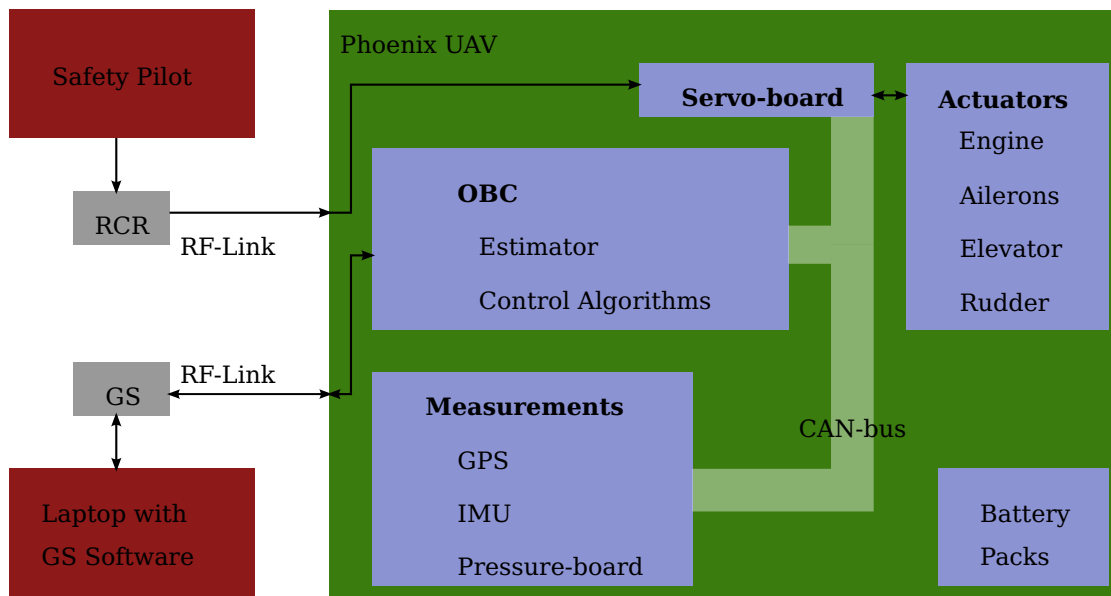 Safety Pilot
RCR
RF-Link
RF-Link
GS
Laptop with
GS Software
Phoenix UAV
Servo-board
Actuators
Engine
Ailerons
Elevator
Rudder
OBC
Estimator
Control Algorithms
Measurements
GPS
IMU
Pressure-board
CAN-bus
Battery
Packs